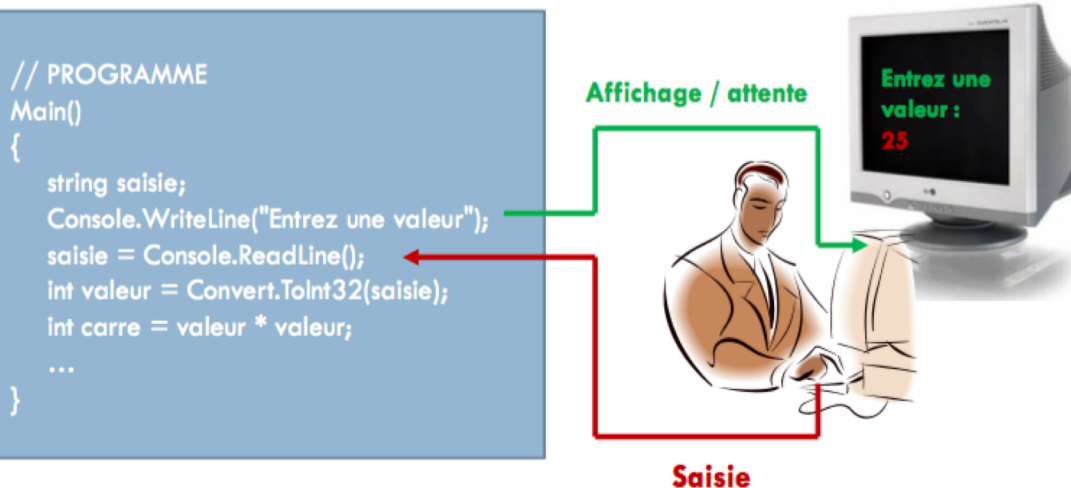 // PROGRAMME
Main()
{
string saisie;
Console.WriteLine("Entrez une valeur");
saisie = Console.ReadLine();
int valeur = Convert.ToInt32(saisie);
int carre = valeur * valeur;
...
}
Affichage / attente
Entrez une
valeur :
25
Saisie